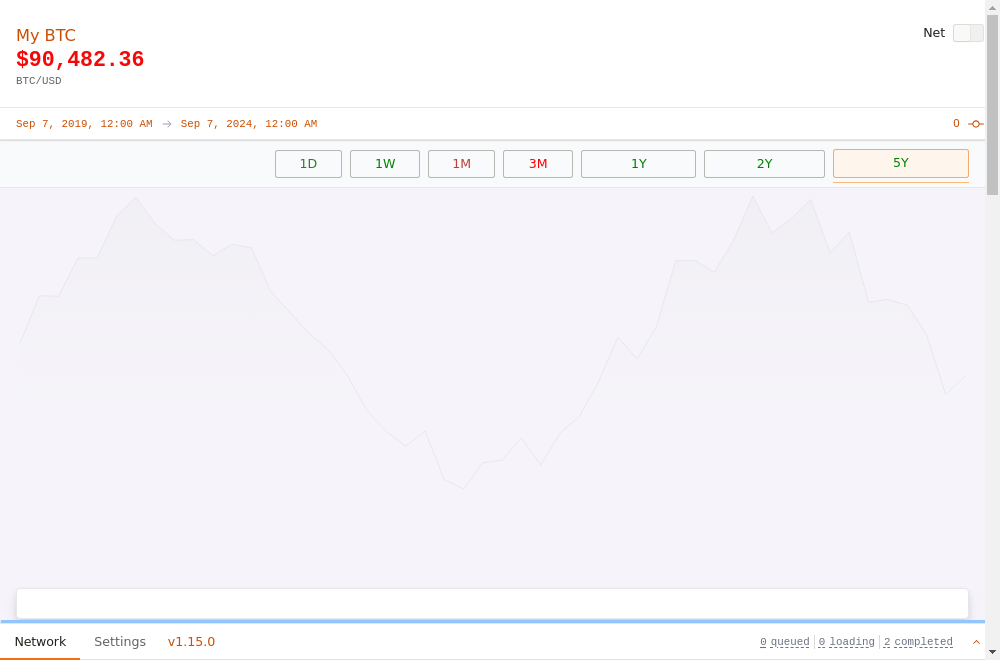 My BTC
$90,482.36
BTC/USD
Net
Sep 7, 2019, 12:00 AM → Sep 7, 2024, 12:00 AM
0
1D 1W 1M 3M 1Y 2Y 5Y
Network Settings v1.15.0 0 queued 0 loading 2 completed